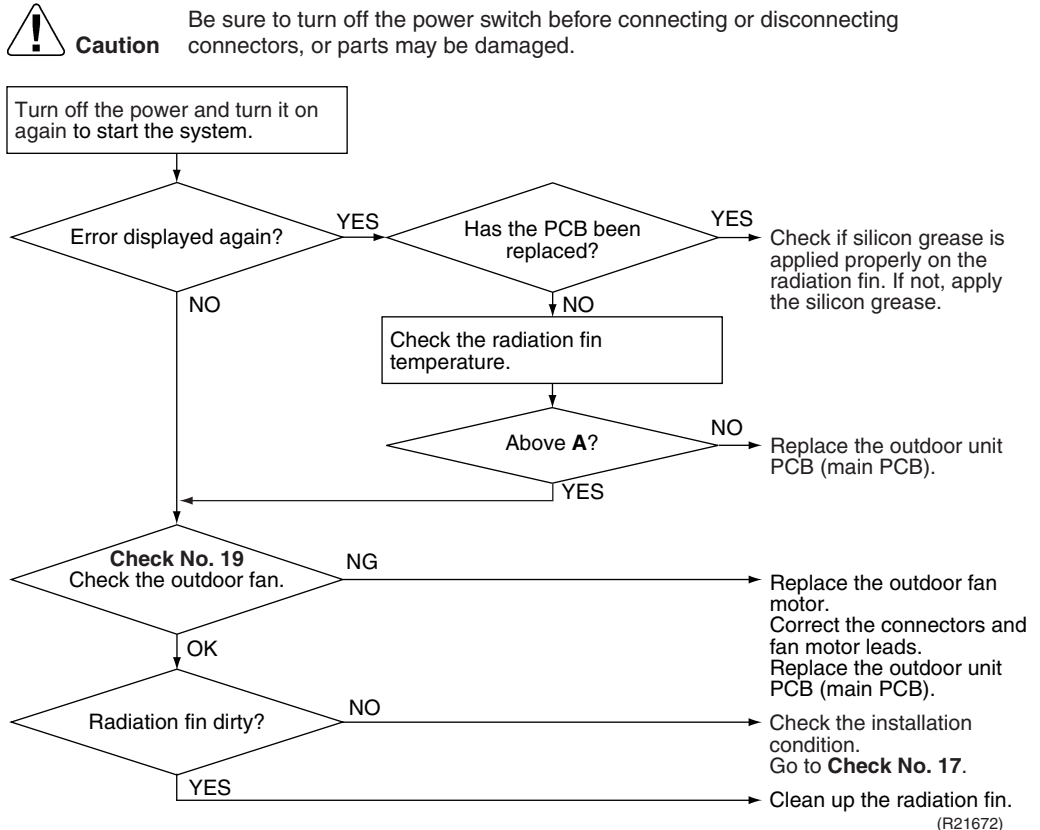 Caution
Be sure to turn off the power switch before connecting or disconnecting
connectors, or parts may be damaged.
Turn off the power and turn it on
again to start the system.
Error displayed again?
YES
Has the PCB been
replaced?
YES
Check if silicon grease is
applied properly on the
radiation fin. If not, apply
the silicon grease.
NO
NO
Check the radiation fin
temperature.
Above A?
NO
Replace the outdoor unit
PCB (main PCB).
YES
Check No. 19
Check the outdoor fan.
NG
Replace the outdoor fan
motor.
Correct the connectors and
fan motor leads.
Replace the outdoor unit
PCB (main PCB).
OK
Radiation fin dirty?
NO
Check the installation
condition.
Go to Check No. 17.
YES
Clean up the radiation fin.
(R21672)